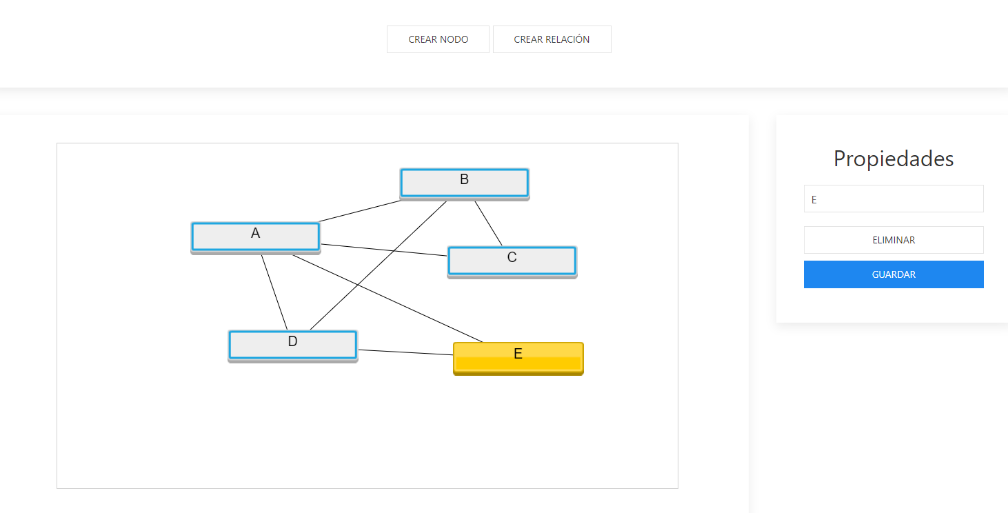 CREAR NODO CREAR RELACIÓN
Propiedades
E
ELIMINAR
GUARDAR
B
A
C
D
E